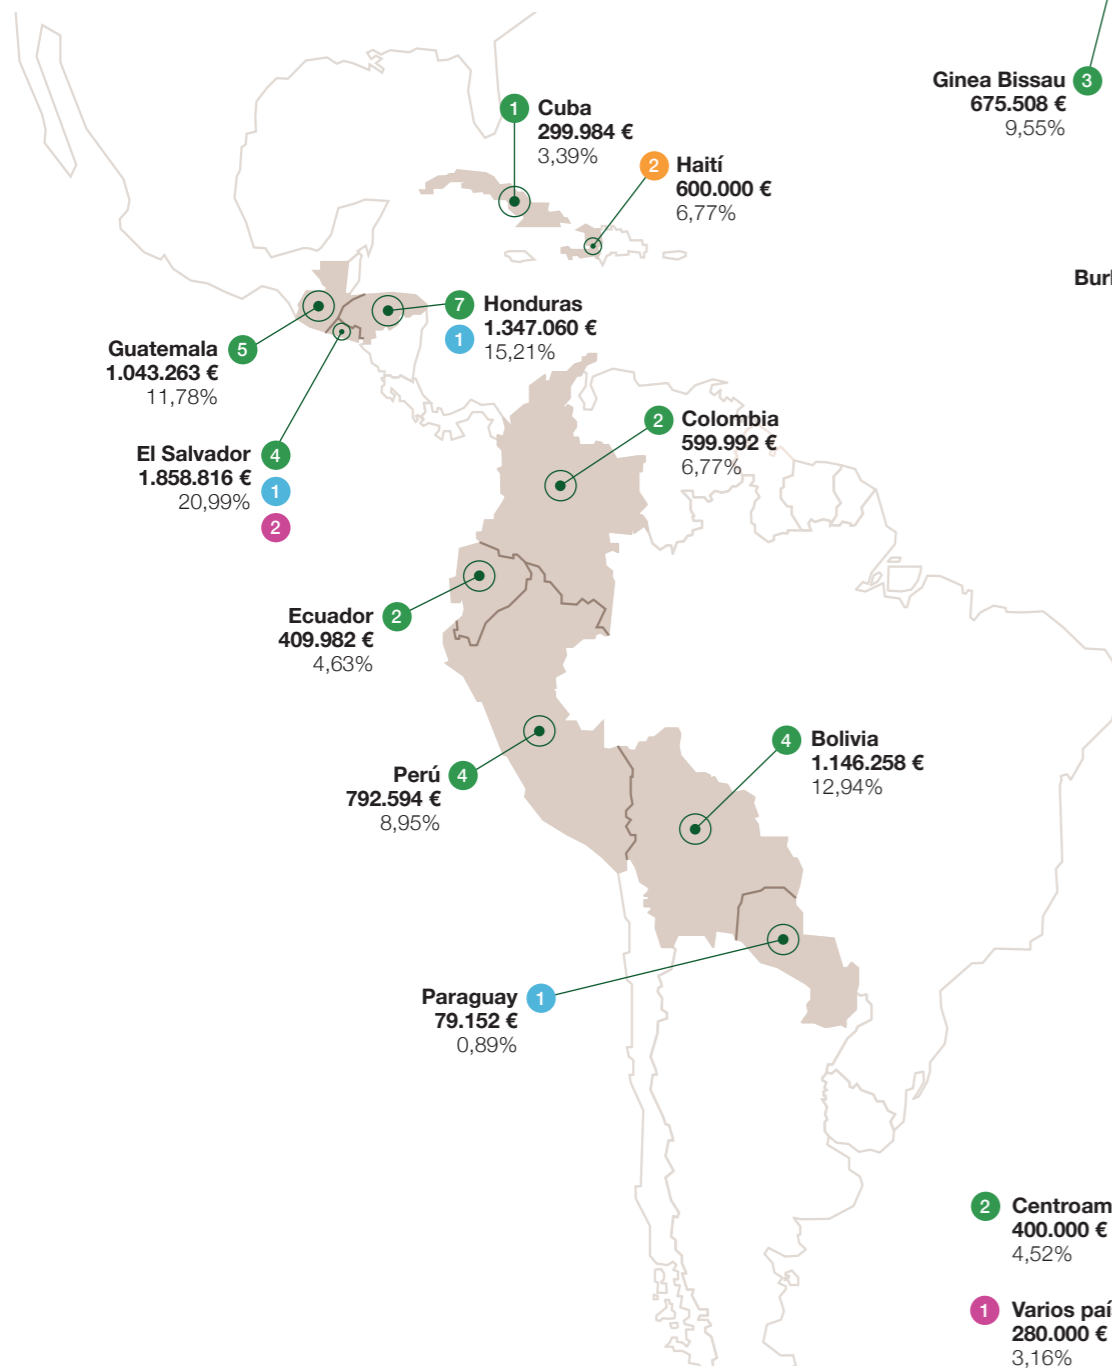 1 Cuba
299.984 €
3,39%
2 Haití
600.000 €
6,77%
Ginea Bissau 3
675.508 €
9,55%
Burl
7 Honduras
1 1.347.060 €
15,21%
Guatemala 5
1.043.263 €
11,78%
El Salvador 4
1.858.816 € 1
20,99% 2
2 Colombia
599.992 €
6,77%
Ecuador 2
409.982 €
4,63%
Perú 4
792.594 €
8,95%
4 Bolivia
1.146.258 €
12,94%
Paraguay 1
79.152 €
0,89%
2 Centroam
400.000 €
4,52%
1 Varios paí
280.000 €
3,16%